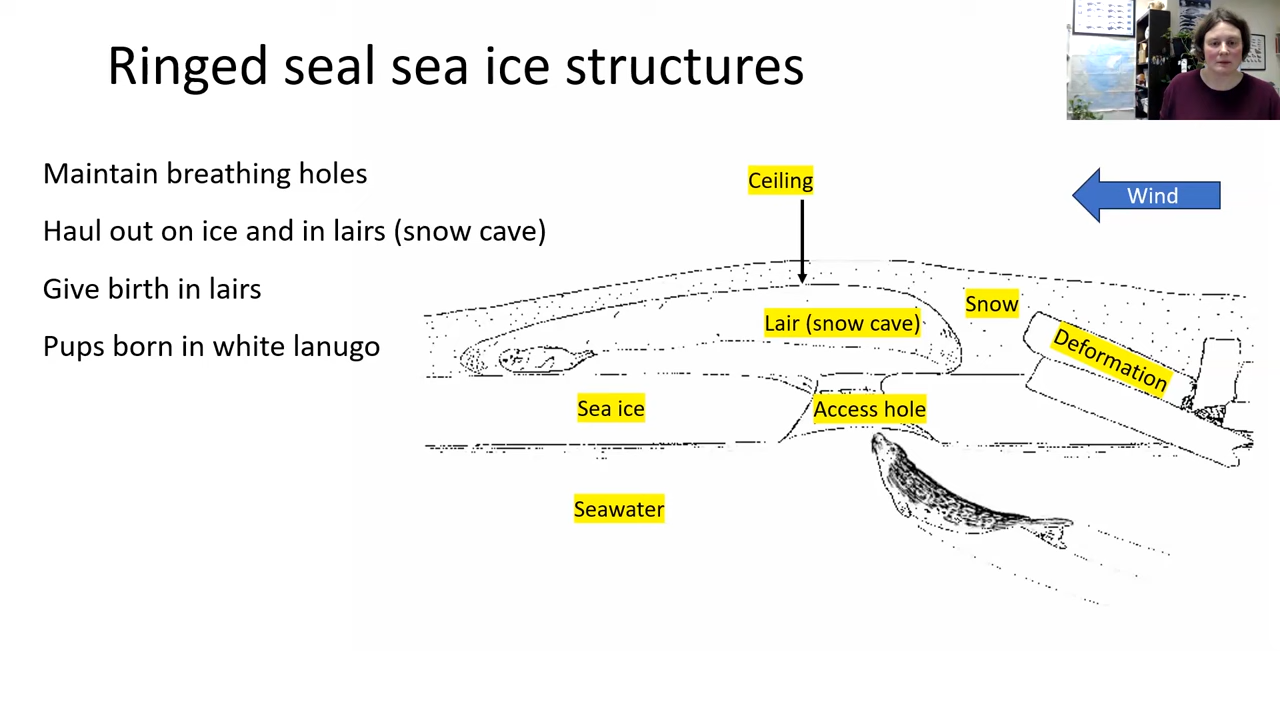 Ringed seal sea ice structures
Maintain breathing holes
Haul out on ice and in lairs (snow cave)
Give birth in lairs
Pups born in white lanugo
Ceiling
Wind
Snow
Lair (snow cave)
Deformation
Sea ice
Access hole
Seawater